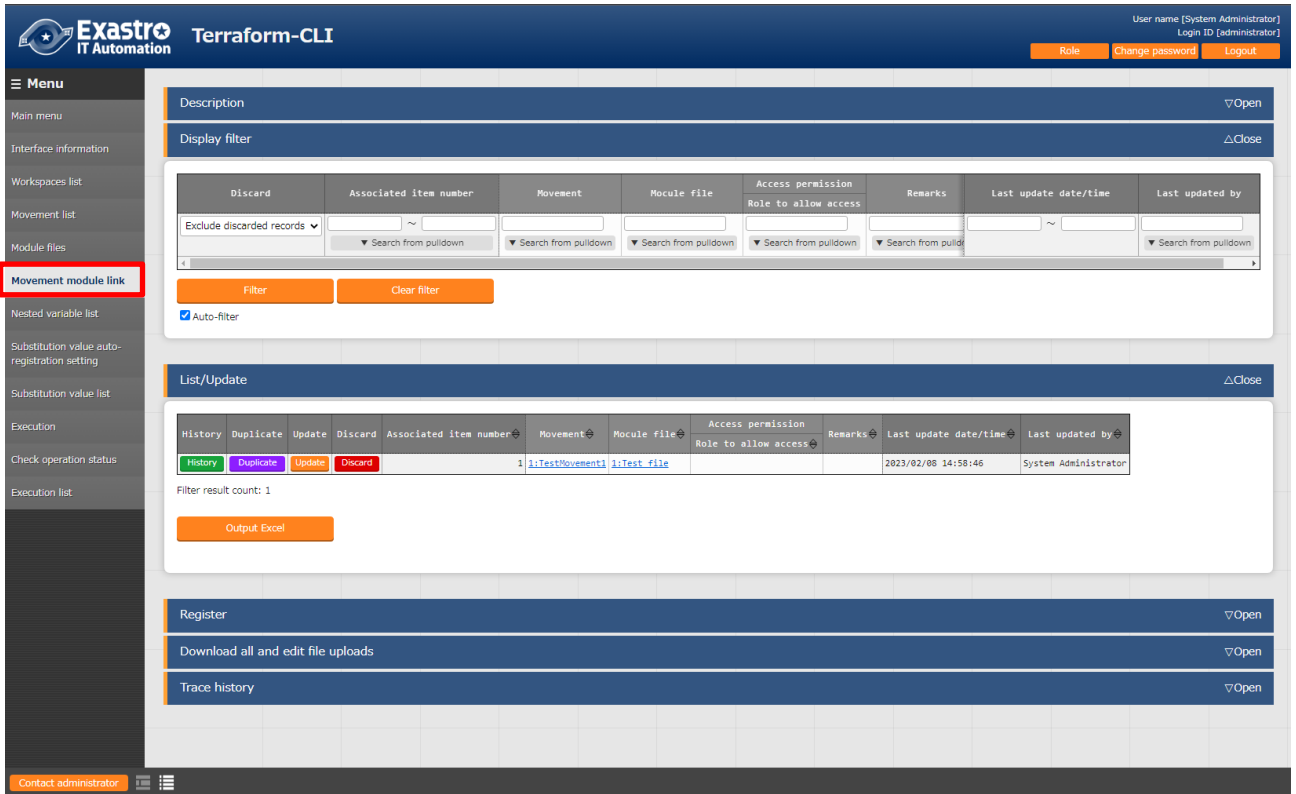 Exastro
IT Automation
Terraform-CLI
User name [System Administrator]
Login ID [administrator]
Role
Change password
Logout
☰ Menu
Main menu
Interface information
Workspaces list
Movement list
Module files
Movement module link
Nested variable list
Substitution value auto-
registration setting
Substitution value list
Execution
Check operation status
Execution list
Description
▽Open
Display filter
△Close
Discard
Associated item number
Movement
Mocule file
Access permission
Role to allow access
Remarks
Last update date/time
Last updated by
Exclude discarded records
~
~
▼ Search from pulldown
▼ Search from pulldown
▼ Search from pulldown
▼ Search from pulldown
▼ Search from pulld
▼ Search from pulldown
Filter
Clear filter
Auto-filter
List/Update
△Close
History
Duplicate
Update
Discard
Associated item number
Movement
Mocule file
Access permission
Role to allow access
Remarks
Last update date/time
Last updated by
History
Duplicate
Update
Discard
1
1:TestMovement1
1:Test file
2023/02/08 14:58:46
System Administrator
Filter result count: 1
Output Excel
Register
▽Open
Download all and edit file uploads
▽Open
Trace history
▽Open
Contact administrator